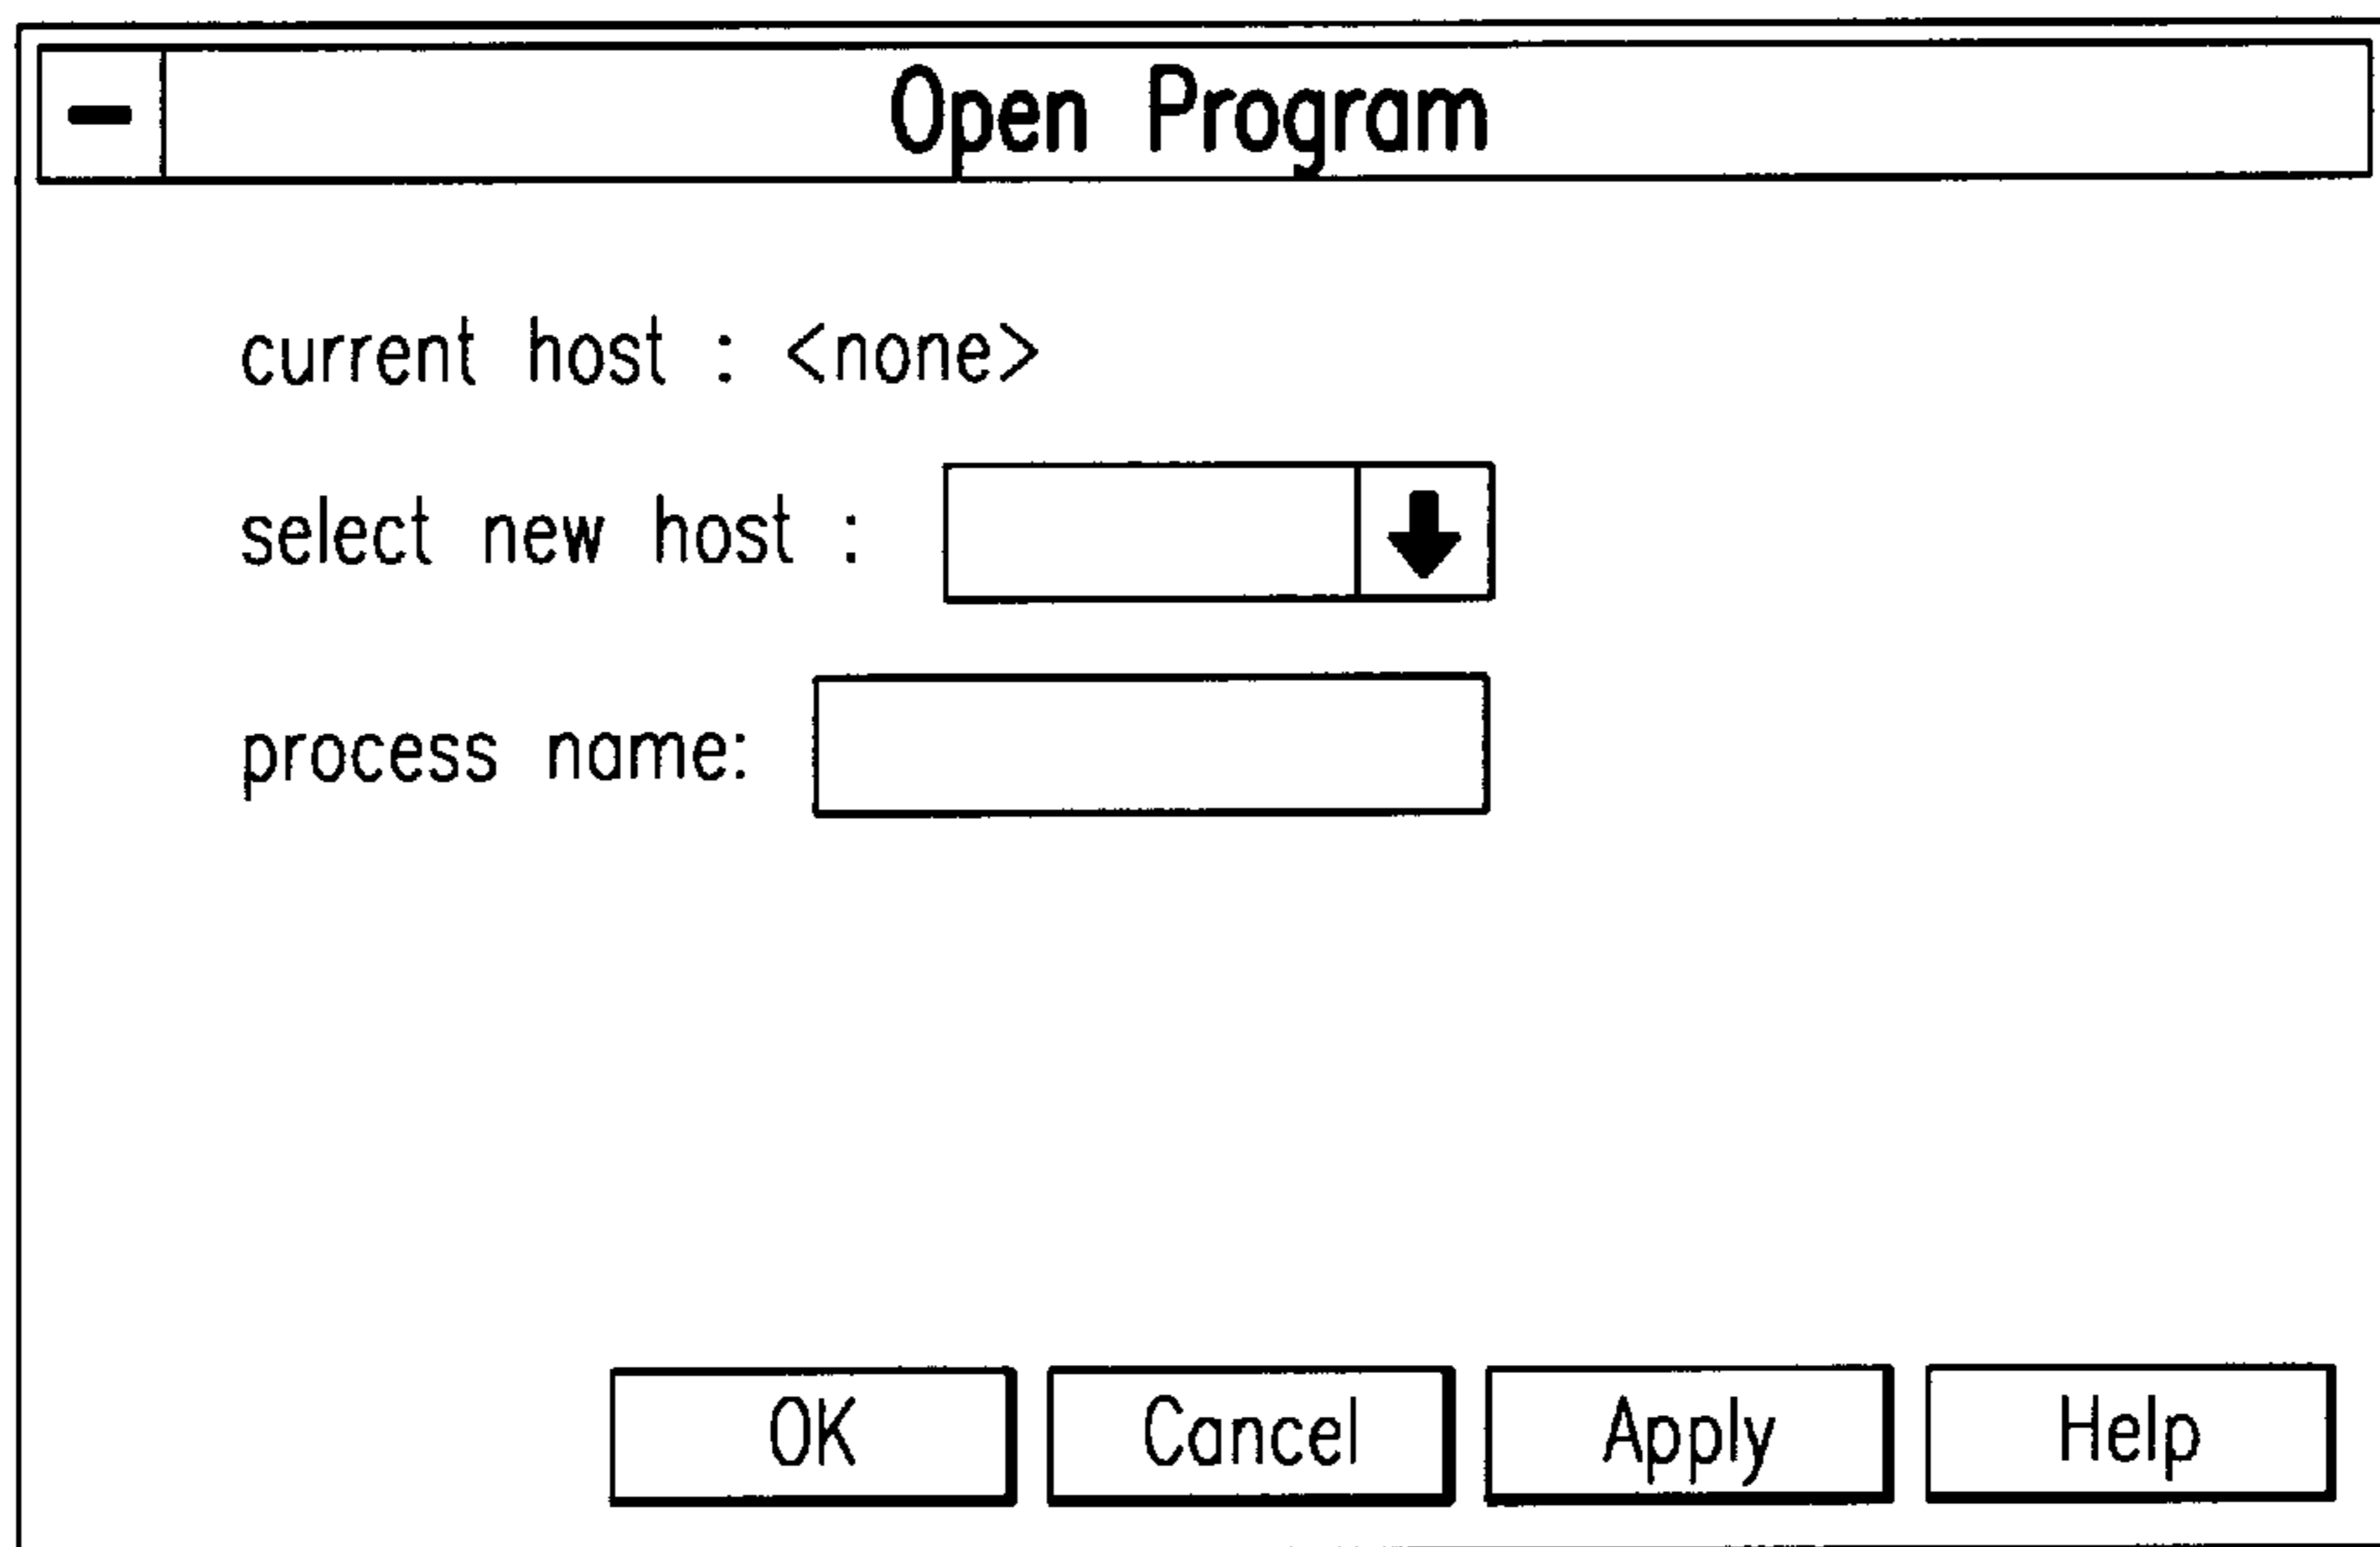 Open Program
current host : <none>
select new host :
process name:
OK Cancel Apply Help